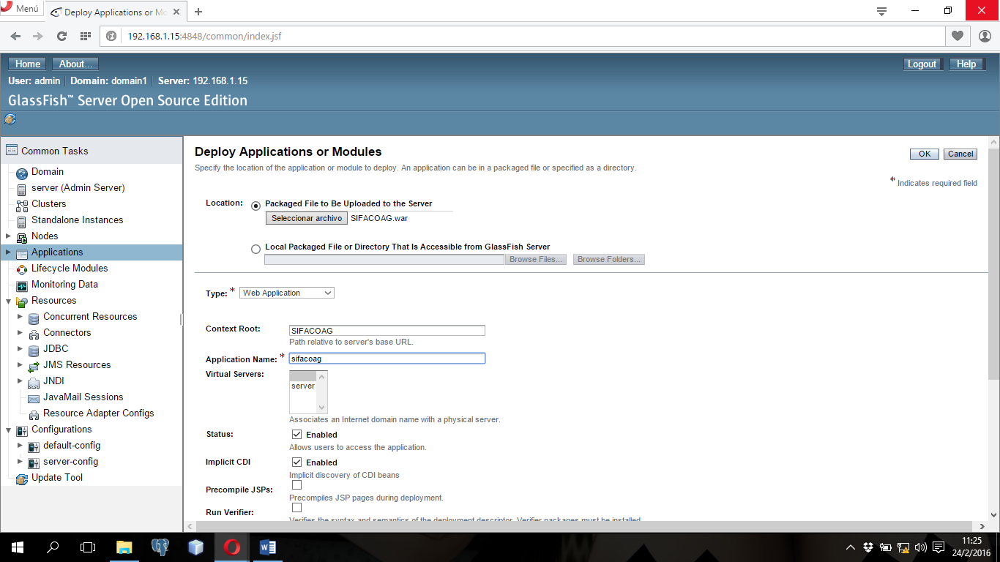 Menú
Deploy Applications or Mo
192.168.1.15:4848/common/index.jsf
Home About... Logout Help
User: admin Domain: domain1 Server: 192.168.1.15
GlassFish™ Server Open Source Edition
Common Tasks
Domain
server (Admin Server)
Clusters
Standalone Instances
Nodes
Applications
Lifecycle Modules
Monitoring Data
Resources
Concurrent Resources
Connectors
JDBC
JMS Resources
JNDI
JavaMail Sessions
Resource Adapter Configs
Configurations
default-config
server-config
Update Tool
Deploy Applications or Modules
OK Cancel
Specify the location of the application or module to deploy. An application can be in a packaged file or specified as a directory.
* Indicates required field
Location: Packaged File to Be Uploaded to the Server
Seleccionar archivo SIFACOAG.war
Local Packaged File or Directory That Is Accessible from GlassFish Server
Browse Files... Browse Folders...
Type: * Web Application
Context Root: SIFACOAG
Path relative to server's base URL.
Application Name: * sifacoag
Virtual Servers:
server
Associates an Internet domain name with a physical server.
Status: Enabled
Allows users to access the application.
Implicit CDI Enabled
Implicit discovery of CDI beans
Precompile JSPs:
Precompiles JSP pages during deployment.
Run Verifier:
Verifies the syntax and semantics of the deployment descriptor. Verifier packages must be installed.
11:25
24/2/2016